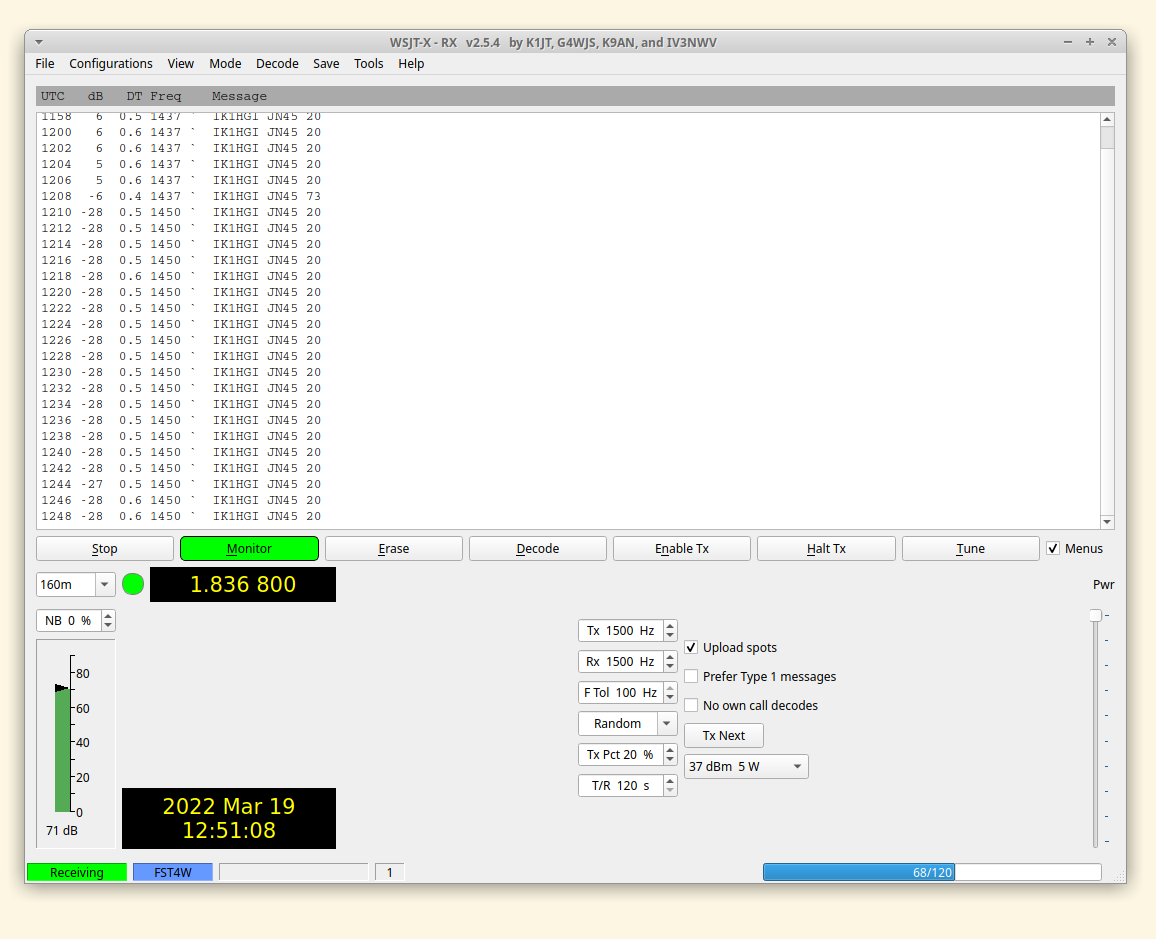 WSJT-X - RX v2.5.4 by K1JT, G4WJS, K9AN, and IV3NWV
File Configurations View Mode Decode Save Tools Help
UTC dB DT Freq Message
1158 6 0.5 1437 ` IK1HGI JN45 20
1200 6 0.6 1437 ` IK1HGI JN45 20
1202 6 0.6 1437 ` IK1HGI JN45 20
1204 5 0.6 1437 ` IK1HGI JN45 20
1206 5 0.6 1437 ` IK1HGI JN45 20
1208 -6 0.4 1437 ` IK1HGI JN45 73
1210 -28 0.5 1450 ` IK1HGI JN45 20
1212 -28 0.5 1450 ` IK1HGI JN45 20
1214 -28 0.5 1450 ` IK1HGI JN45 20
1216 -28 0.5 1450 ` IK1HGI JN45 20
1218 -28 0.6 1450 ` IK1HGI JN45 20
1220 -28 0.5 1450 ` IK1HGI JN45 20
1222 -28 0.5 1450 ` IK1HGI JN45 20
1224 -28 0.5 1450 ` IK1HGI JN45 20
1226 -28 0.5 1450 ` IK1HGI JN45 20
1228 -28 0.5 1450 ` IK1HGI JN45 20
1230 -28 0.5 1450 ` IK1HGI JN45 20
1232 -28 0.5 1450 ` IK1HGI JN45 20
1234 -28 0.5 1450 ` IK1HGI JN45 20
1236 -28 0.5 1450 ` IK1HGI JN45 20
1238 -28 0.5 1450 ` IK1HGI JN45 20
1240 -28 0.5 1450 ` IK1HGI JN45 20
1242 -28 0.5 1450 ` IK1HGI JN45 20
1244 -27 0.5 1450 ` IK1HGI JN45 20
1246 -28 0.6 1450 ` IK1HGI JN45 20
1248 -28 0.6 1450 ` IK1HGI JN45 20
Stop Monitor Erase Decode Enable Tx Halt Tx Tune Menus
160m 1.836 800 Pwr
NB 0 %
80
60
40
20
0
71 dB
2022 Mar 19
12:51:08
Tx 1500 Hz
Rx 1500 Hz
F Tol 100 Hz
Random
Tx Pct 20 %
T/R 120 s
Upload spots
Prefer Type 1 messages
No own call decodes
Tx Next
37 dBm 5 W
Receiving FST4W 1 68/120